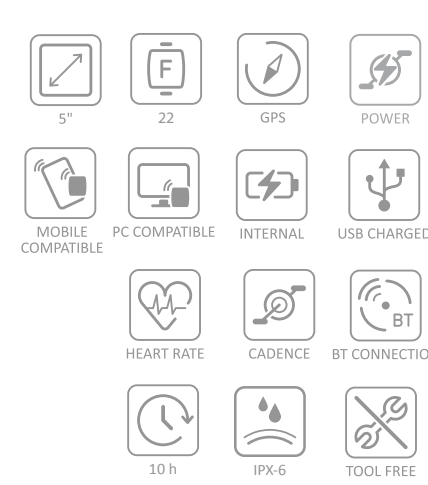 F
5"
22
GPS
POWER
MOBILE
COMPATIBLE
PC COMPATIBLE
INTERNAL
USB CHARGED
BT
HEART RATE
CADENCE
BT CONNECTIO
10 h
IPX-6
TOOL FREE